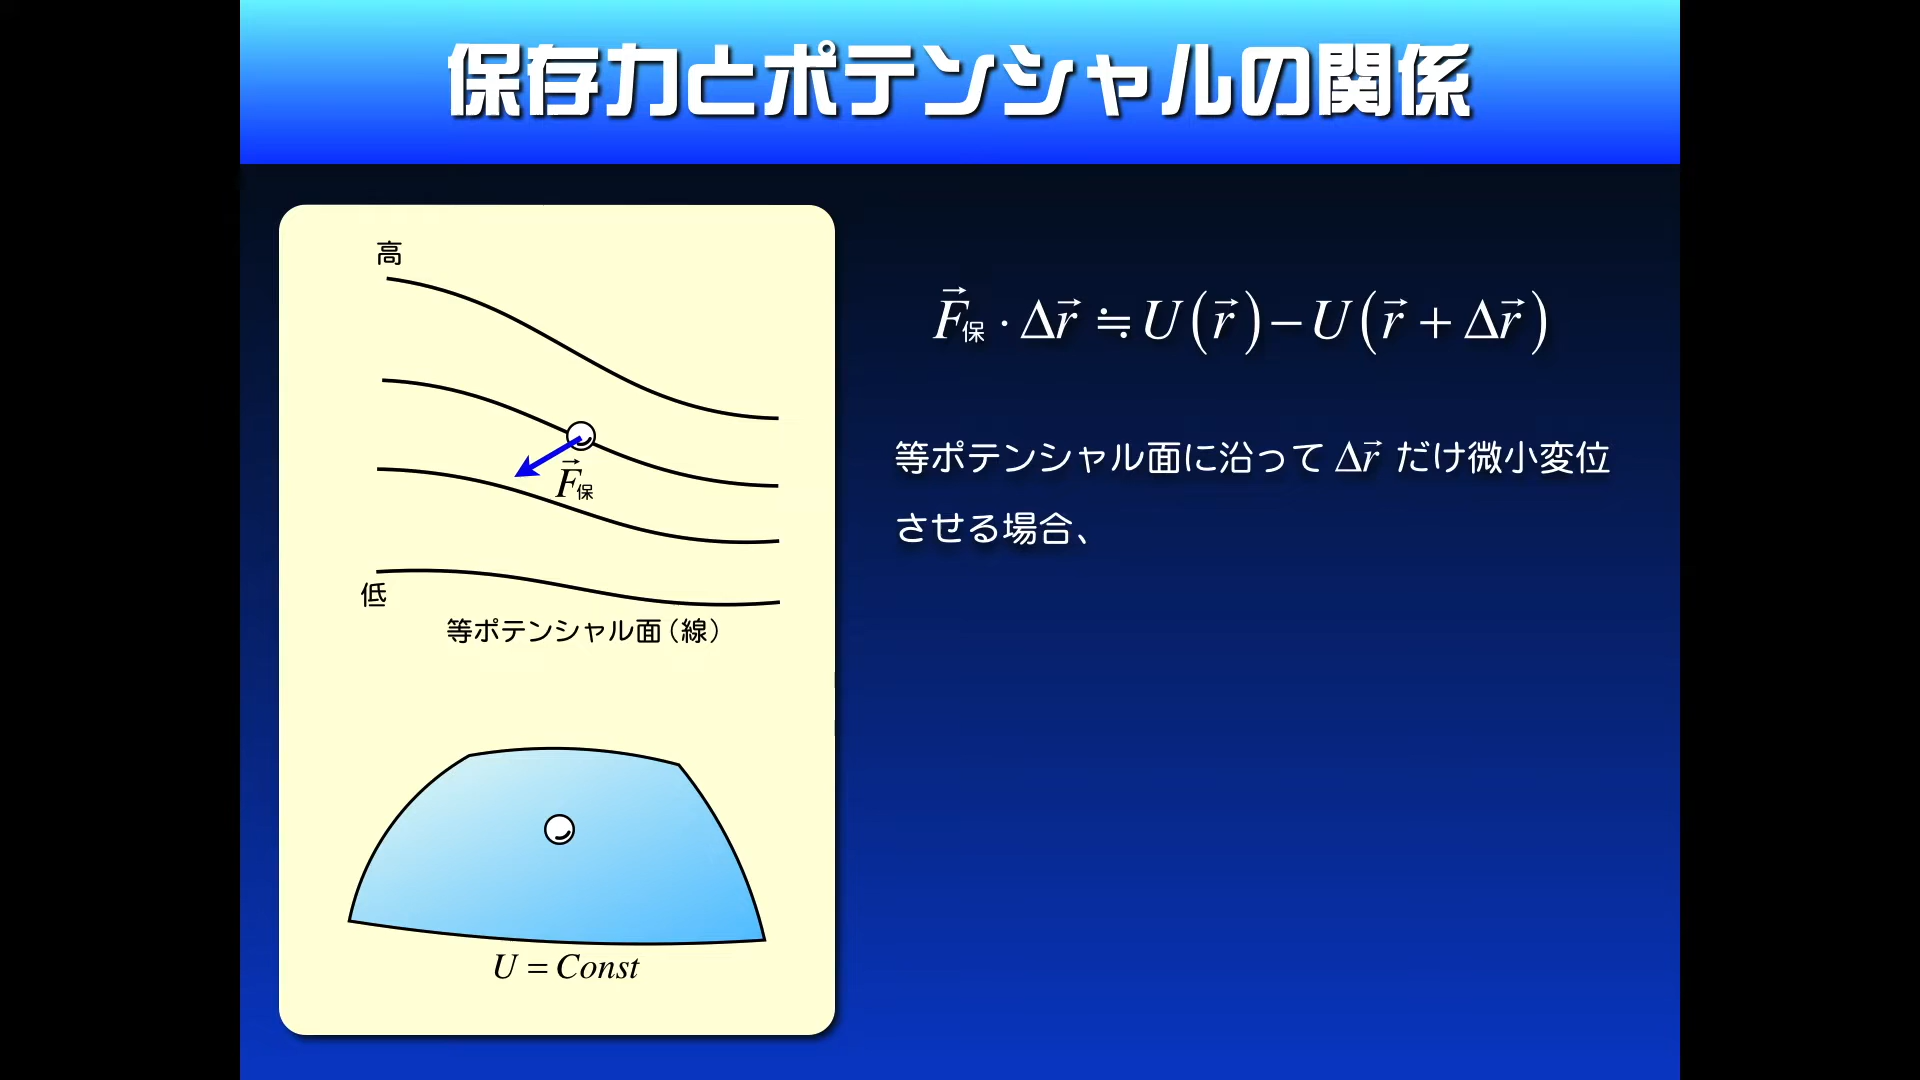 保存力とポテンシャルの関係
高
F⃗保
低
等ポテンシャル面(線)
U = Const
F⃗保 · Δr⃗ ≒ U(r⃗) − U(r⃗ + Δr⃗)
等ポテンシャル面に沿って Δr⃗ だけ微小変位
させる場合、